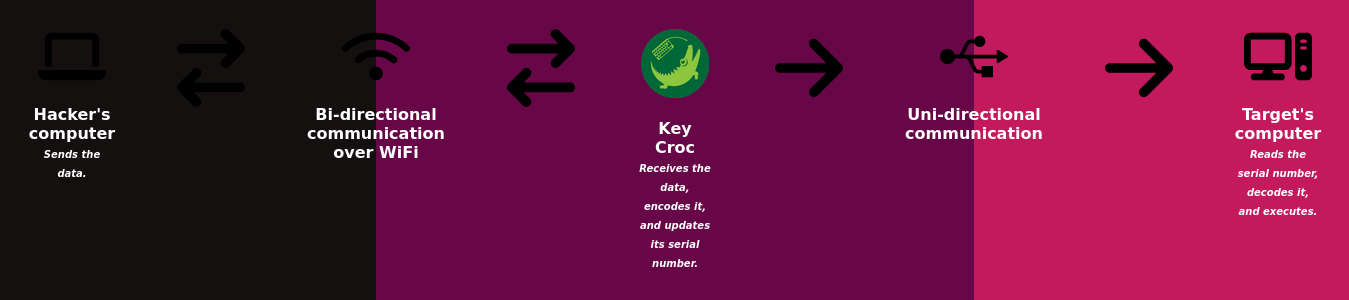 Hacker's
computer
Sends the
data.
Bi-directional
communication
over WiFi
Key
Croc
Receives the
data,
encodes it,
and updates
its serial
number.
Uni-directional
communication
Target's
computer
Reads the
serial number,
decodes it,
and executes.